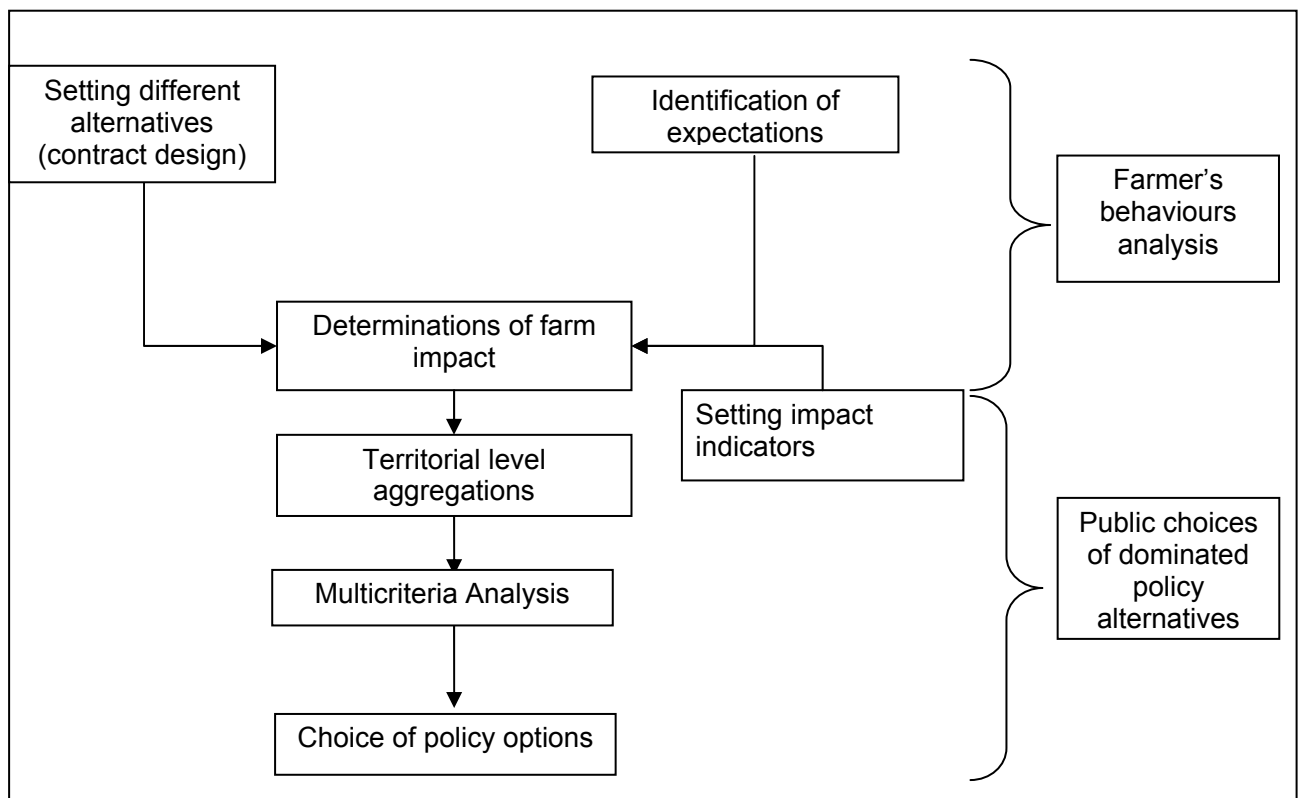 Setting different
alternatives
(contract design)
Identification of
expectations
Farmer's
behaviours
analysis
Determinations of farm
impact
Setting impact
indicators
Territorial level
aggregations
Public choices
of dominated
policy
alternatives
Multicriteria Analysis
Choice of policy options